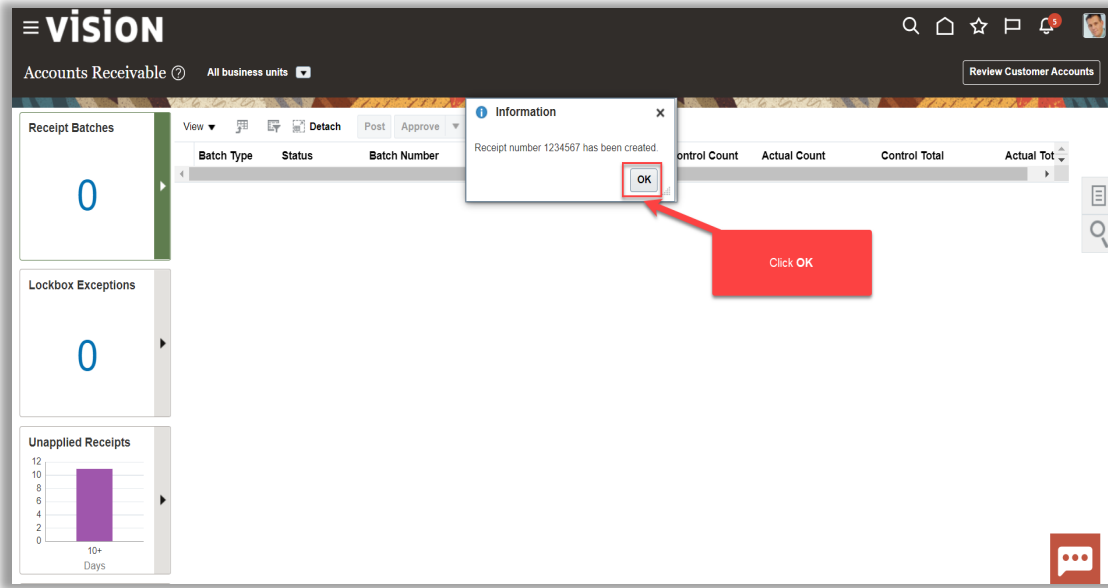 vision
5
Accounts Receivable ? All business units
Review Customer Accounts
Receipt Batches
0
View Detach Post Approve
Batch Type Status Batch Number ontrol Count Actual Count Control Total Actual Tot
i Information ×
Receipt number 1234567 has been created.
OK
Click OK
Lockbox Exceptions
0
Unapplied Receipts
12
10
8
6
4
2
0
10+
Days